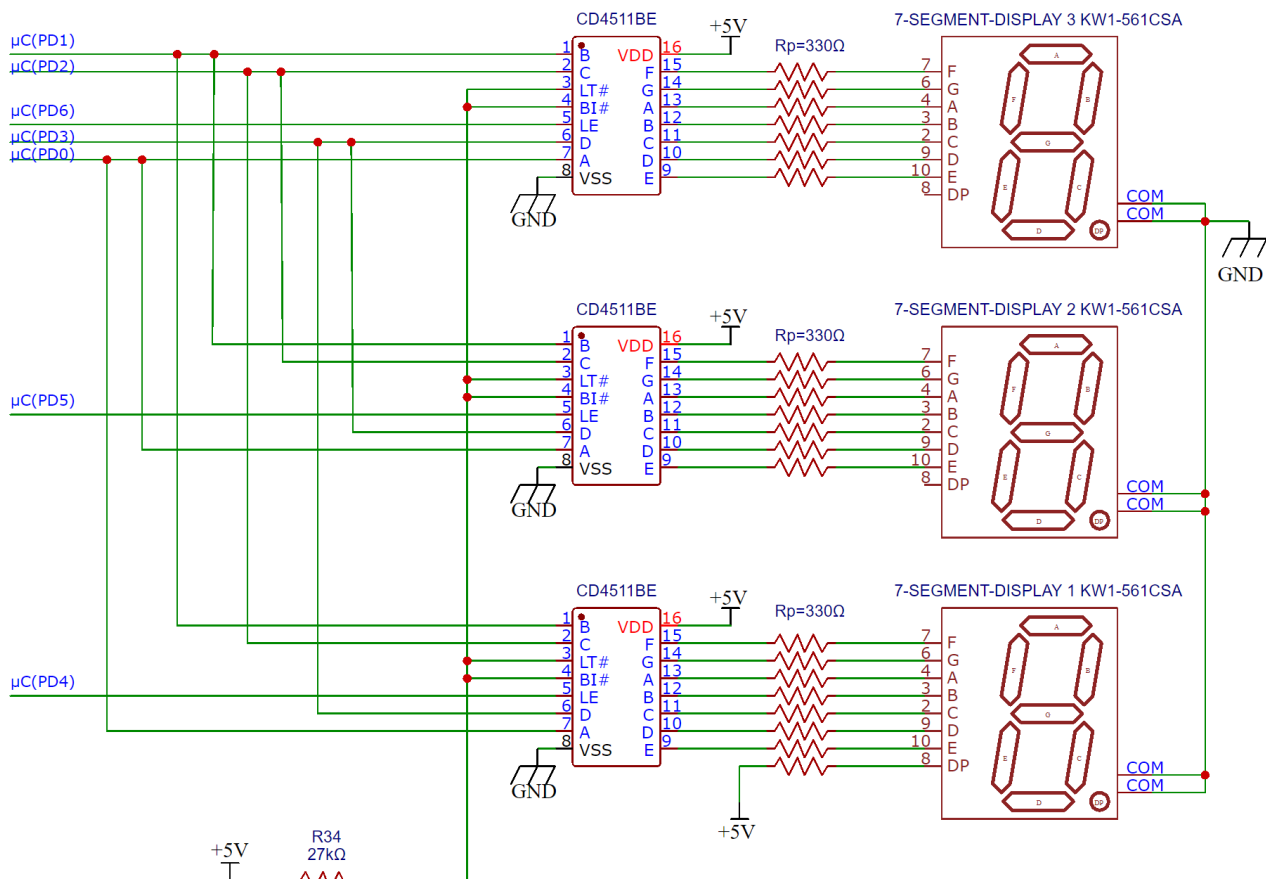 CD4511BE
+5V
7-SEGMENT-DISPLAY 3 KW1-561CSA
µC(PD1)
µC(PD2)
µC(PD6)
µC(PD3)
µC(PD0)
1 B VDD 16
2 C F 15
3 LT# G 14
4 BI# A 13
5 LE B 12
6 D C 11
7 A D 10
8 VSS E 9
GND
Rp=330Ω
7 F
6 G
4 A
3 B
2 C
9 D
10 E
8 DP
A
F
B
G
E
C
D
DP
COM
COM
GND
CD4511BE
+5V
7-SEGMENT-DISPLAY 2 KW1-561CSA
µC(PD5)
1 B VDD 16
2 C F 15
3 LT# G 14
4 BI# A 13
5 LE B 12
6 D C 11
7 A D 10
8 VSS E 9
GND
Rp=330Ω
7 F
6 G
4 A
3 B
2 C
9 D
10 E
8 DP
A
F
B
G
E
C
D
DP
COM
COM
CD4511BE
+5V
7-SEGMENT-DISPLAY 1 KW1-561CSA
µC(PD4)
1 B VDD 16
2 C F 15
3 LT# G 14
4 BI# A 13
5 LE B 12
6 D C 11
7 A D 10
8 VSS E 9
GND
Rp=330Ω
7 F
6 G
4 A
3 B
2 C
9 D
10 E
8 DP
+5V
A
F
B
G
E
C
D
DP
COM
COM
+5V
R34
27kΩ